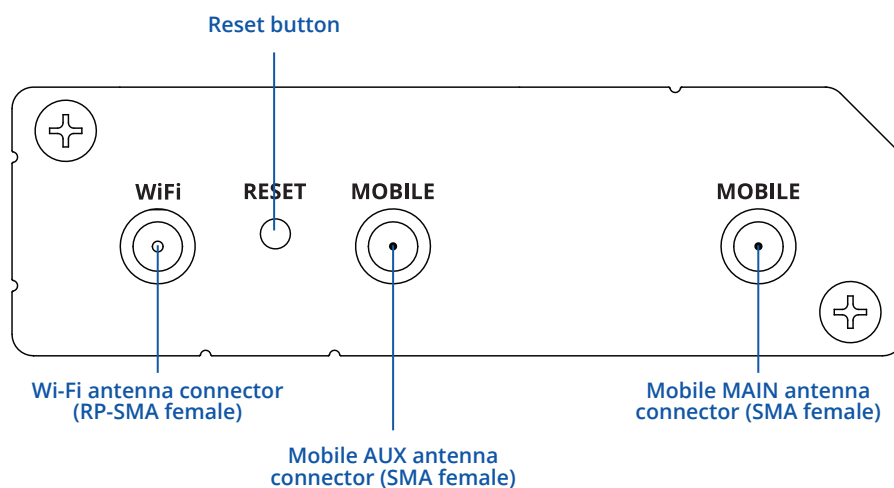 Reset button
WiFi RESET MOBILE MOBILE
Wi-Fi antenna connector
(RP-SMA female)
Mobile AUX antenna
connector (SMA female)
Mobile MAIN antenna
connector (SMA female)